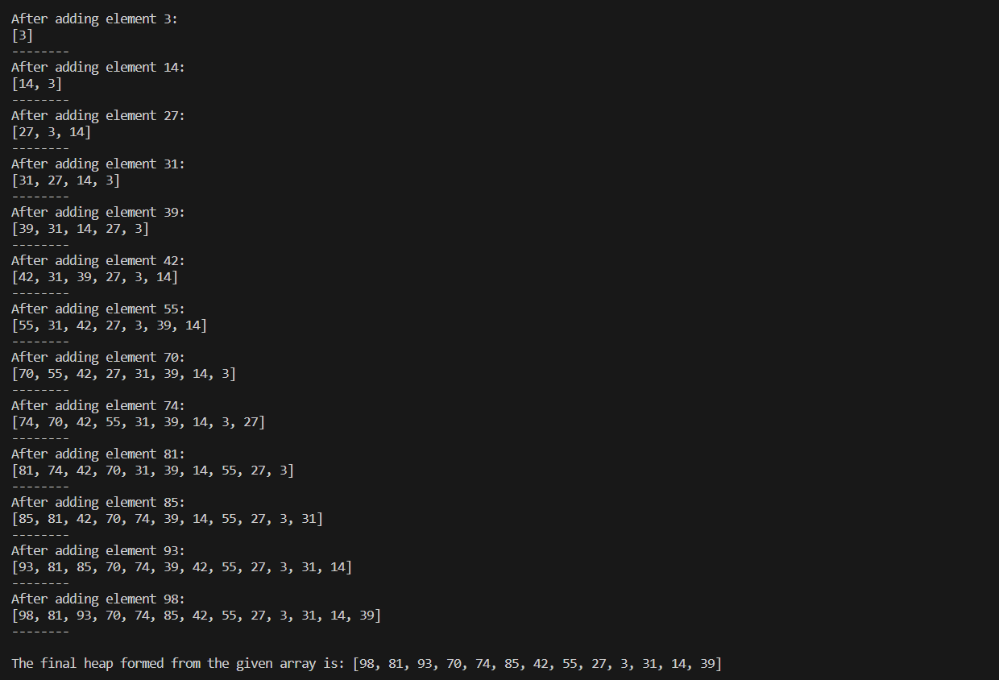 After adding element 3:
[3]
--------
After adding element 14:
[14, 3]
--------
After adding element 27:
[27, 3, 14]
--------
After adding element 31:
[31, 27, 14, 3]
--------
After adding element 39:
[39, 31, 14, 27, 3]
--------
After adding element 42:
[42, 31, 39, 27, 3, 14]
--------
After adding element 55:
[55, 31, 42, 27, 3, 39, 14]
--------
After adding element 70:
[70, 55, 42, 27, 31, 39, 14, 3]
--------
After adding element 74:
[74, 70, 42, 55, 31, 39, 14, 3, 27]
--------
After adding element 81:
[81, 74, 42, 70, 31, 39, 14, 55, 27, 3]
--------
After adding element 85:
[85, 81, 42, 70, 74, 39, 14, 55, 27, 3, 31]
--------
After adding element 93:
[93, 81, 85, 70, 74, 39, 42, 55, 27, 3, 31, 14]
--------
After adding element 98:
[98, 81, 93, 70, 74, 85, 42, 55, 27, 3, 31, 14, 39]
--------
The final heap formed from the given array is: [98, 81, 93, 70, 74, 85, 42, 55, 27, 3, 31, 14, 39]